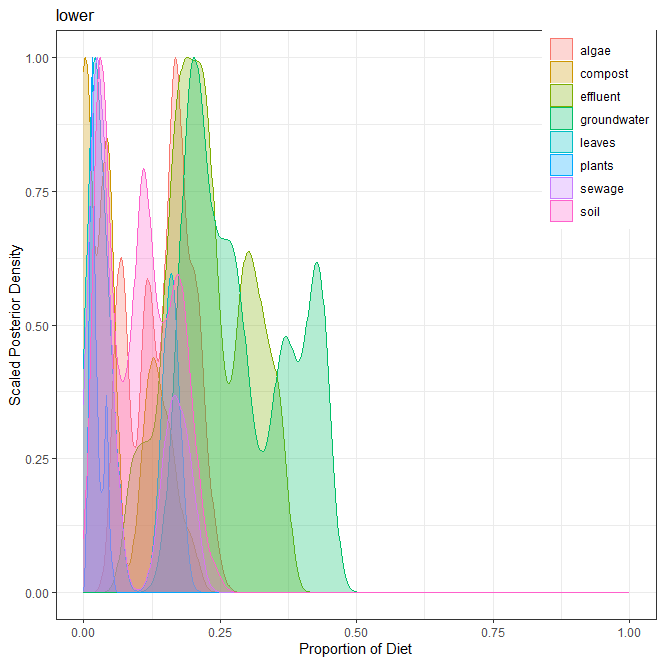 lower
algae
compost
effluent
groundwater
leaves
plants
sewage
soil
1.00
0.75
0.50
0.25
0.00
Scaled Posterior Density
0.00 0.25 0.50 0.75 1.00
Proportion of Diet